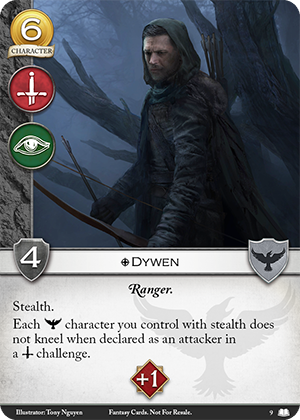 6
CHARACTER
4
DYWEN
Ranger.
Stealth.
Each character you control with stealth does
not kneel when declared as an attacker in
a challenge.
+1
Illustrator: Tony Nguyen Fantasy Cards. Not For Resale. 9